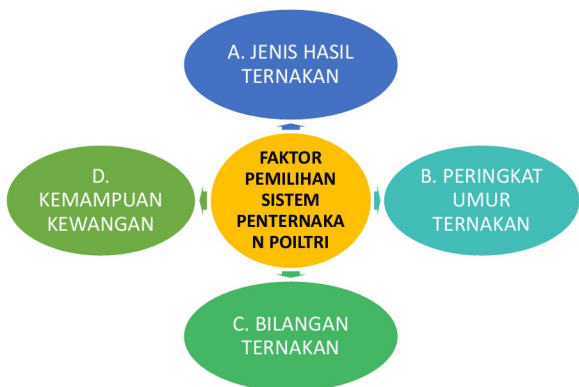 A. JENIS HASIL
TERNAKAN
FAKTOR
PEMILIHAN
SISTEM
PENTERNAKA
N POILTRI
B. PERINGKAT
UMUR
TERNAKAN
C. BILANGAN
TERNAKAN
D.
KEMAMPUAN
KEWANGAN